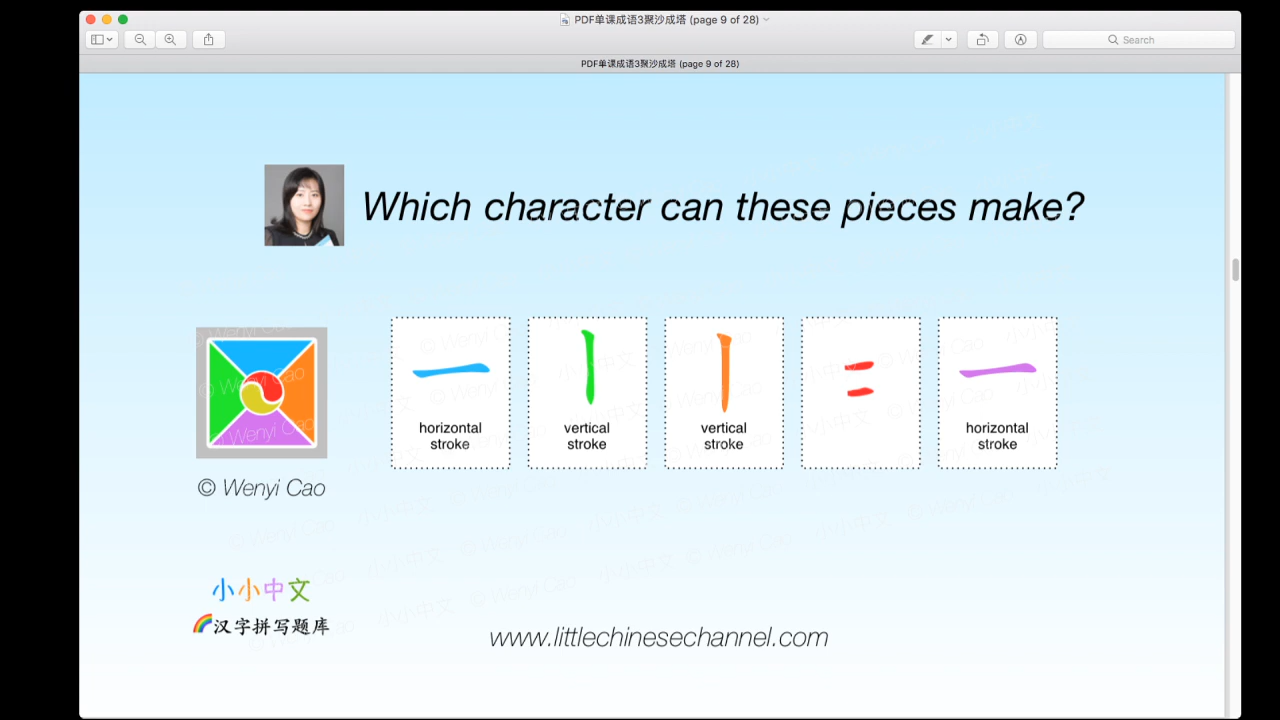 PDF单课成语3聚沙成塔 (page 9 of 28)
Search
PDF单课成语3聚沙成塔 (page 9 of 28)
Which character can these pieces make?
horizontal
stroke
vertical
stroke
vertical
stroke
horizontal
stroke
© Wenyi Cao
小小中文
汉字拼写题库
www.littlechinesechannel.com